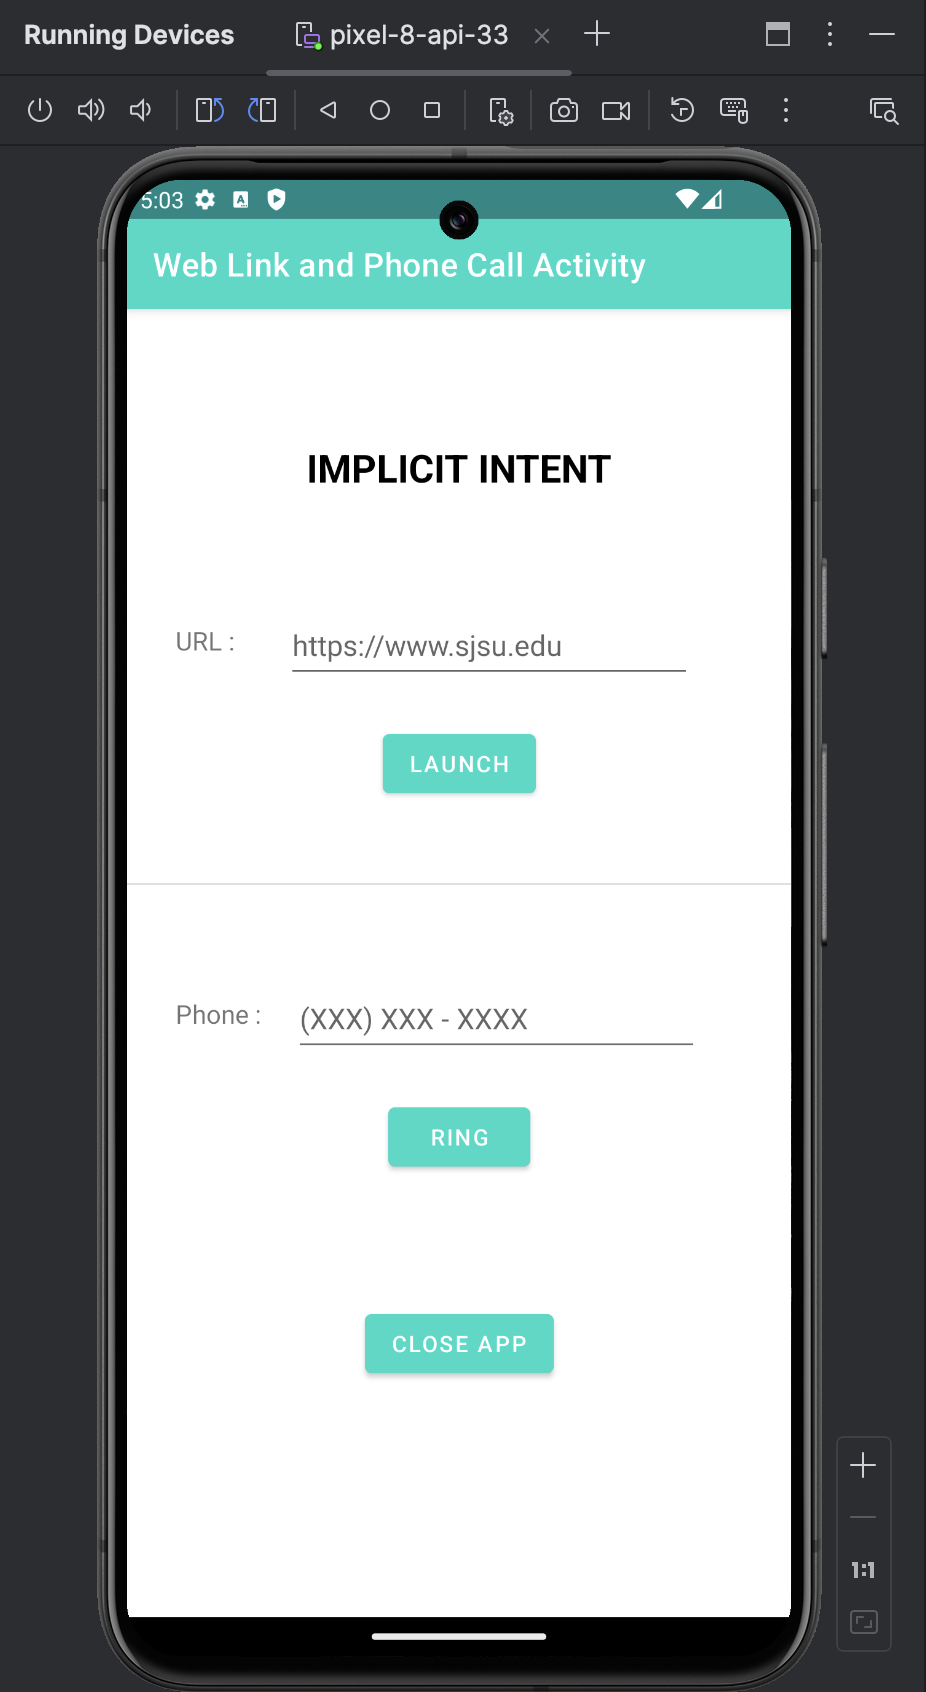 Running Devices pixel-8-api-33
5:03
Web Link and Phone Call Activity
IMPLICIT INTENT
URL : https://www.sjsu.edu
LAUNCH
Phone : (XXX) XXX - XXXX
RING
CLOSE APP
1:1